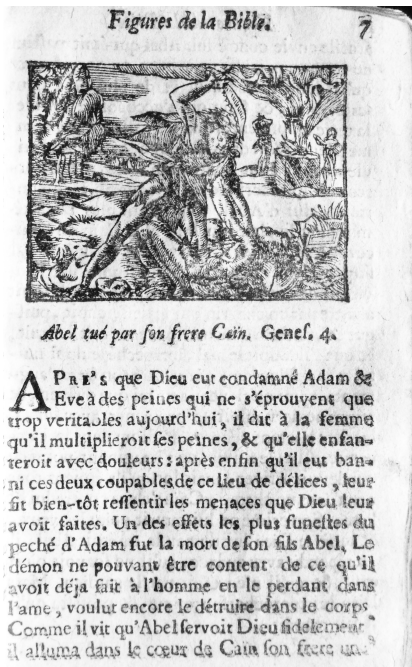 Figures de la Bible. 7
Abel tué par son frere Caïn. Genes. 4.
APRE'S que Dieu eut condamné Adam &
Eve à des peines qui ne s'éprouvent que
trop veritables aujourd'hui, il dit à la femme
qu'il multiplieroit ses peines, & qu'elle enfan-
teroit avec douleurs: après enfin qu'il eut ban-
ni ces deux coupables de ce lieu de délices, leur
fit bien-tôt ressentir les menaces que Dieu leur
avoit faites. Un des effets les plus funestes du
peché d'Adam fut la mort de son fils Abel. Le
démon ne pouvant être content de ce qu'il
avoit déja fait à l'homme en le perdant dans
l'ame, voulut encore le détruire dans le corps
Comme il vit qu'Abel servoit Dieu fidelement
il alluma dans le cœur de Caïn son frere une